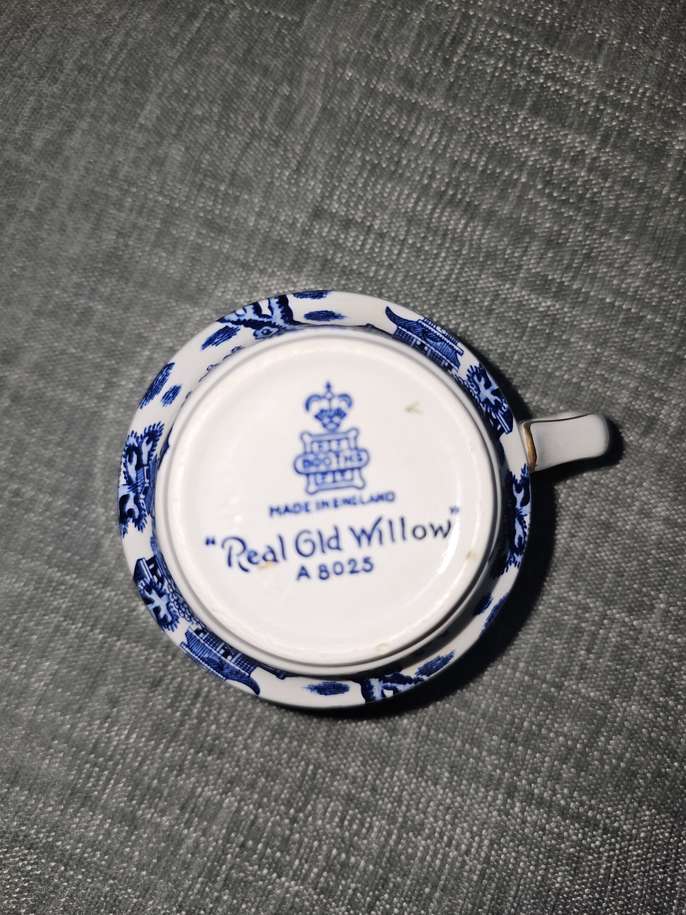 BOOTHS
MADE IN ENGLAND
"Real Old Willow"
A 8025